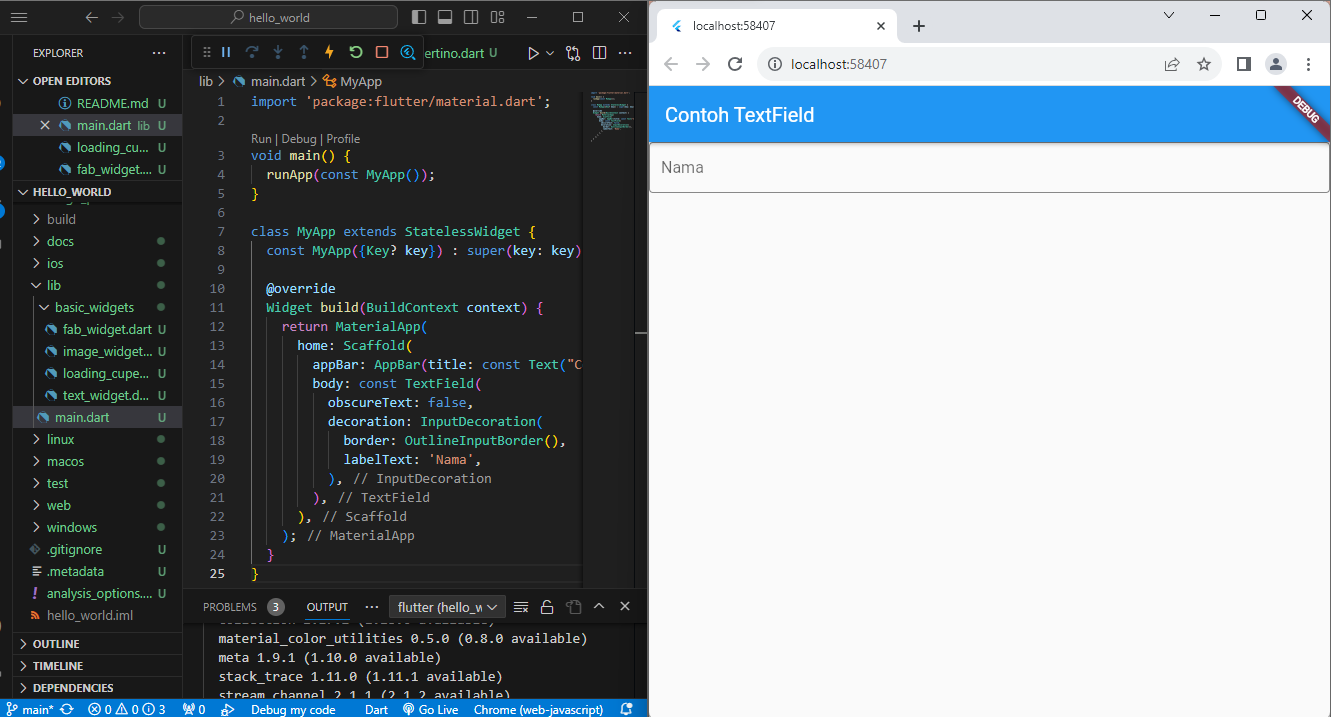 hello_world
EXPLORER
OPEN EDITORS
README.md U
main.dart lib U
loading_cu... U
fab_widget.... U
HELLO_WORLD
build
docs
ios
lib
basic_widgets
fab_widget.dart U
image_widget... U
loading_cupe... U
text_widget.d... U
main.dart U
linux
macos
test
web
windows
.gitignore U
.metadata U
analysis_options.... U
hello_world.iml
OUTLINE
TIMELINE
DEPENDENCIES
ertino.dart U
lib > main.dart > MyApp
1 import 'package:flutter/material.dart';
2
Run | Debug | Profile
3 void main() {
4 runApp(const MyApp());
5 }
6
7 class MyApp extends StatelessWidget {
8 const MyApp({Key? key}) : super(key: key)
9
10 @override
11 Widget build(BuildContext context) {
12 return MaterialApp(
13 home: Scaffold(
14 appBar: AppBar(title: const Text("C
15 body: const TextField(
16 obscureText: false,
17 decoration: InputDecoration(
18 border: OutlineInputBorder(),
19 labelText: 'Nama',
20 ), // InputDecoration
21 ), // TextField
22 ), // Scaffold
23 ); // MaterialApp
24 }
25 }
PROBLEMS 3 OUTPUT ... flutter (hello_w
material_color_utilities 0.5.0 (0.8.0 available)
meta 1.9.1 (1.10.0 available)
stack_trace 1.11.0 (1.11.1 available)
stream_channel 2.1.1 (2.1.2 available)
main* 0 0 3 0 Debug my code Dart Go Live Chrome (web-javascript)
localhost:58407
localhost:58407
Contoh TextField
DEBUG
Nama